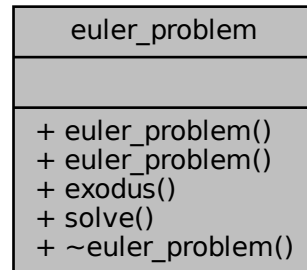 euler_problem
+ euler_problem()
+ euler_problem()
+ exodus()
+ solve()
+ ~euler_problem()